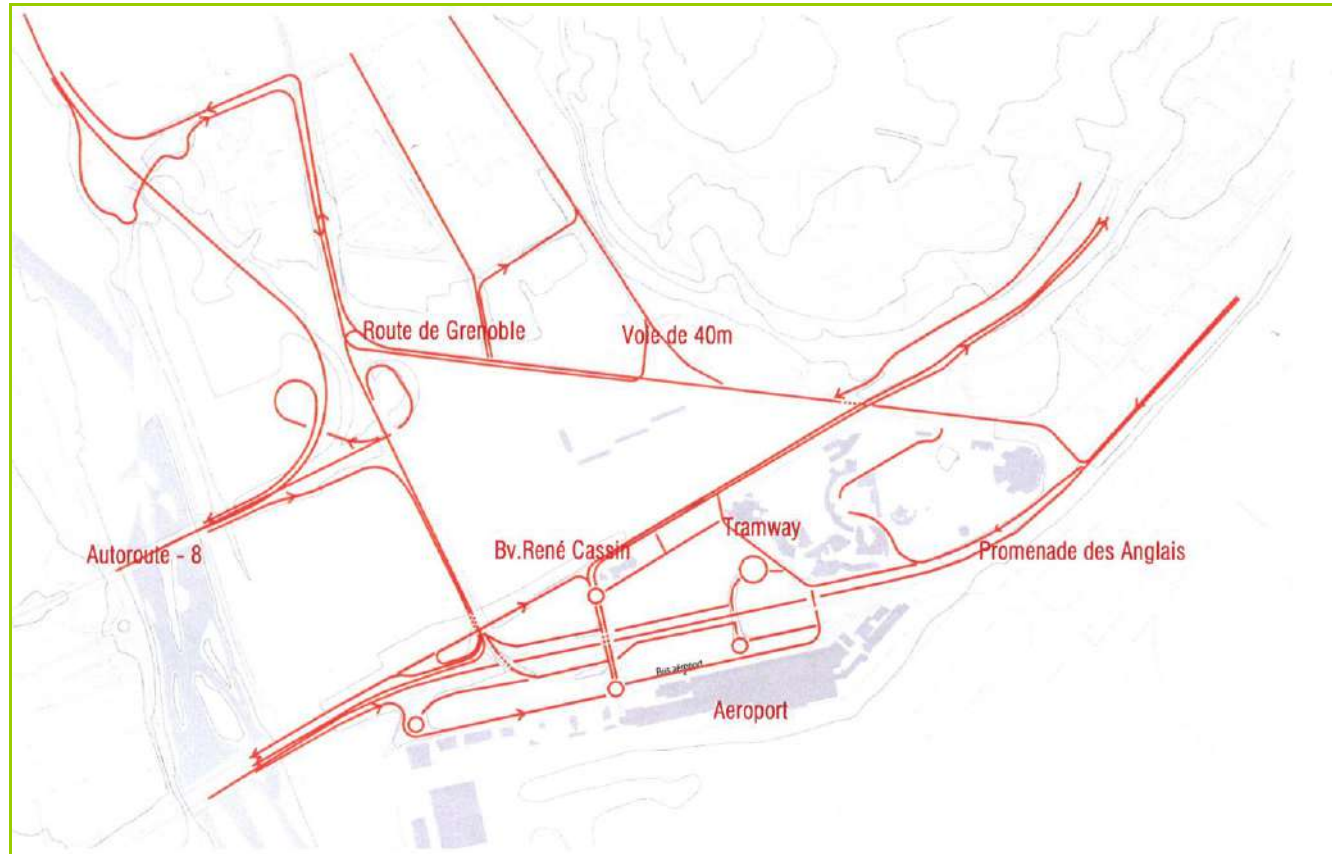 Route de Grenoble
Voie de 40m
Autoroute - 8
Bv.René Cassin
Tramway
Promenade des Anglais
Bus aéroport
Aeroport